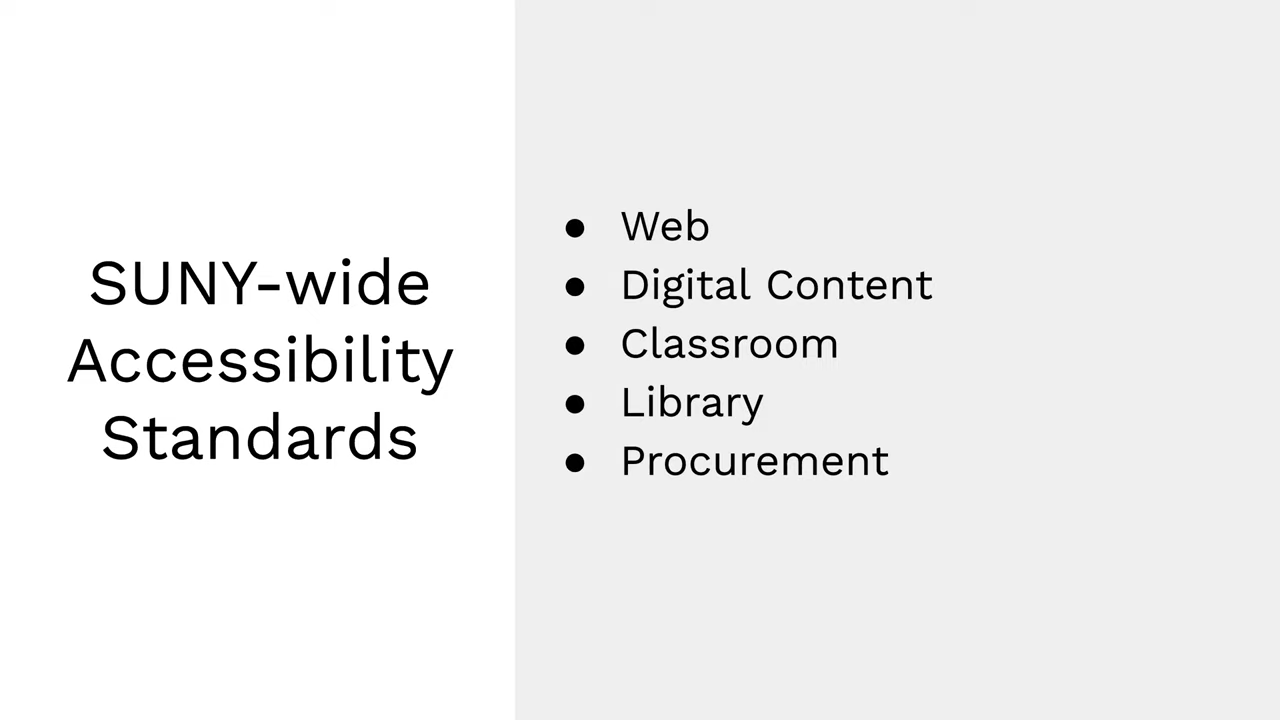 SUNY-wide
Accessibility
Standards
● Web
● Digital Content
● Classroom
● Library
● Procurement